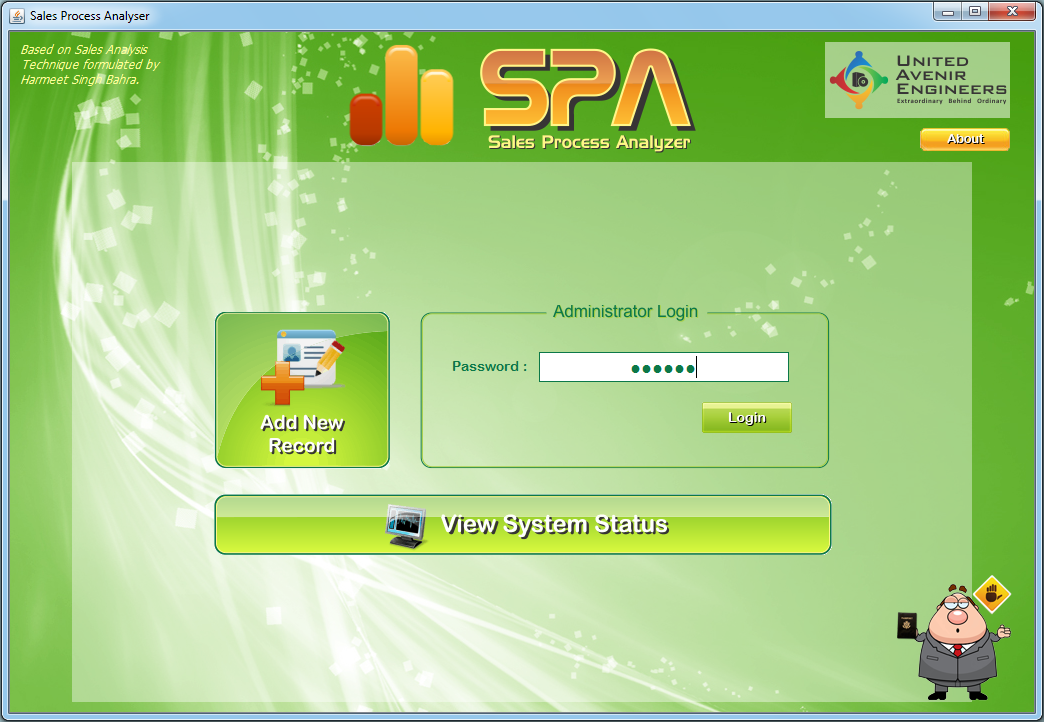 Sales Process Analyser
Based on Sales Analysis
Technique formulated by
Harmeet Singh Bahra.
SPA
Sales Process Analyzer
UNITED
AVENIR
ENGINEERS
Extraordinary Behind Ordinary
About
Administrator Login
Password :
Login
Add New
Record
View System Status